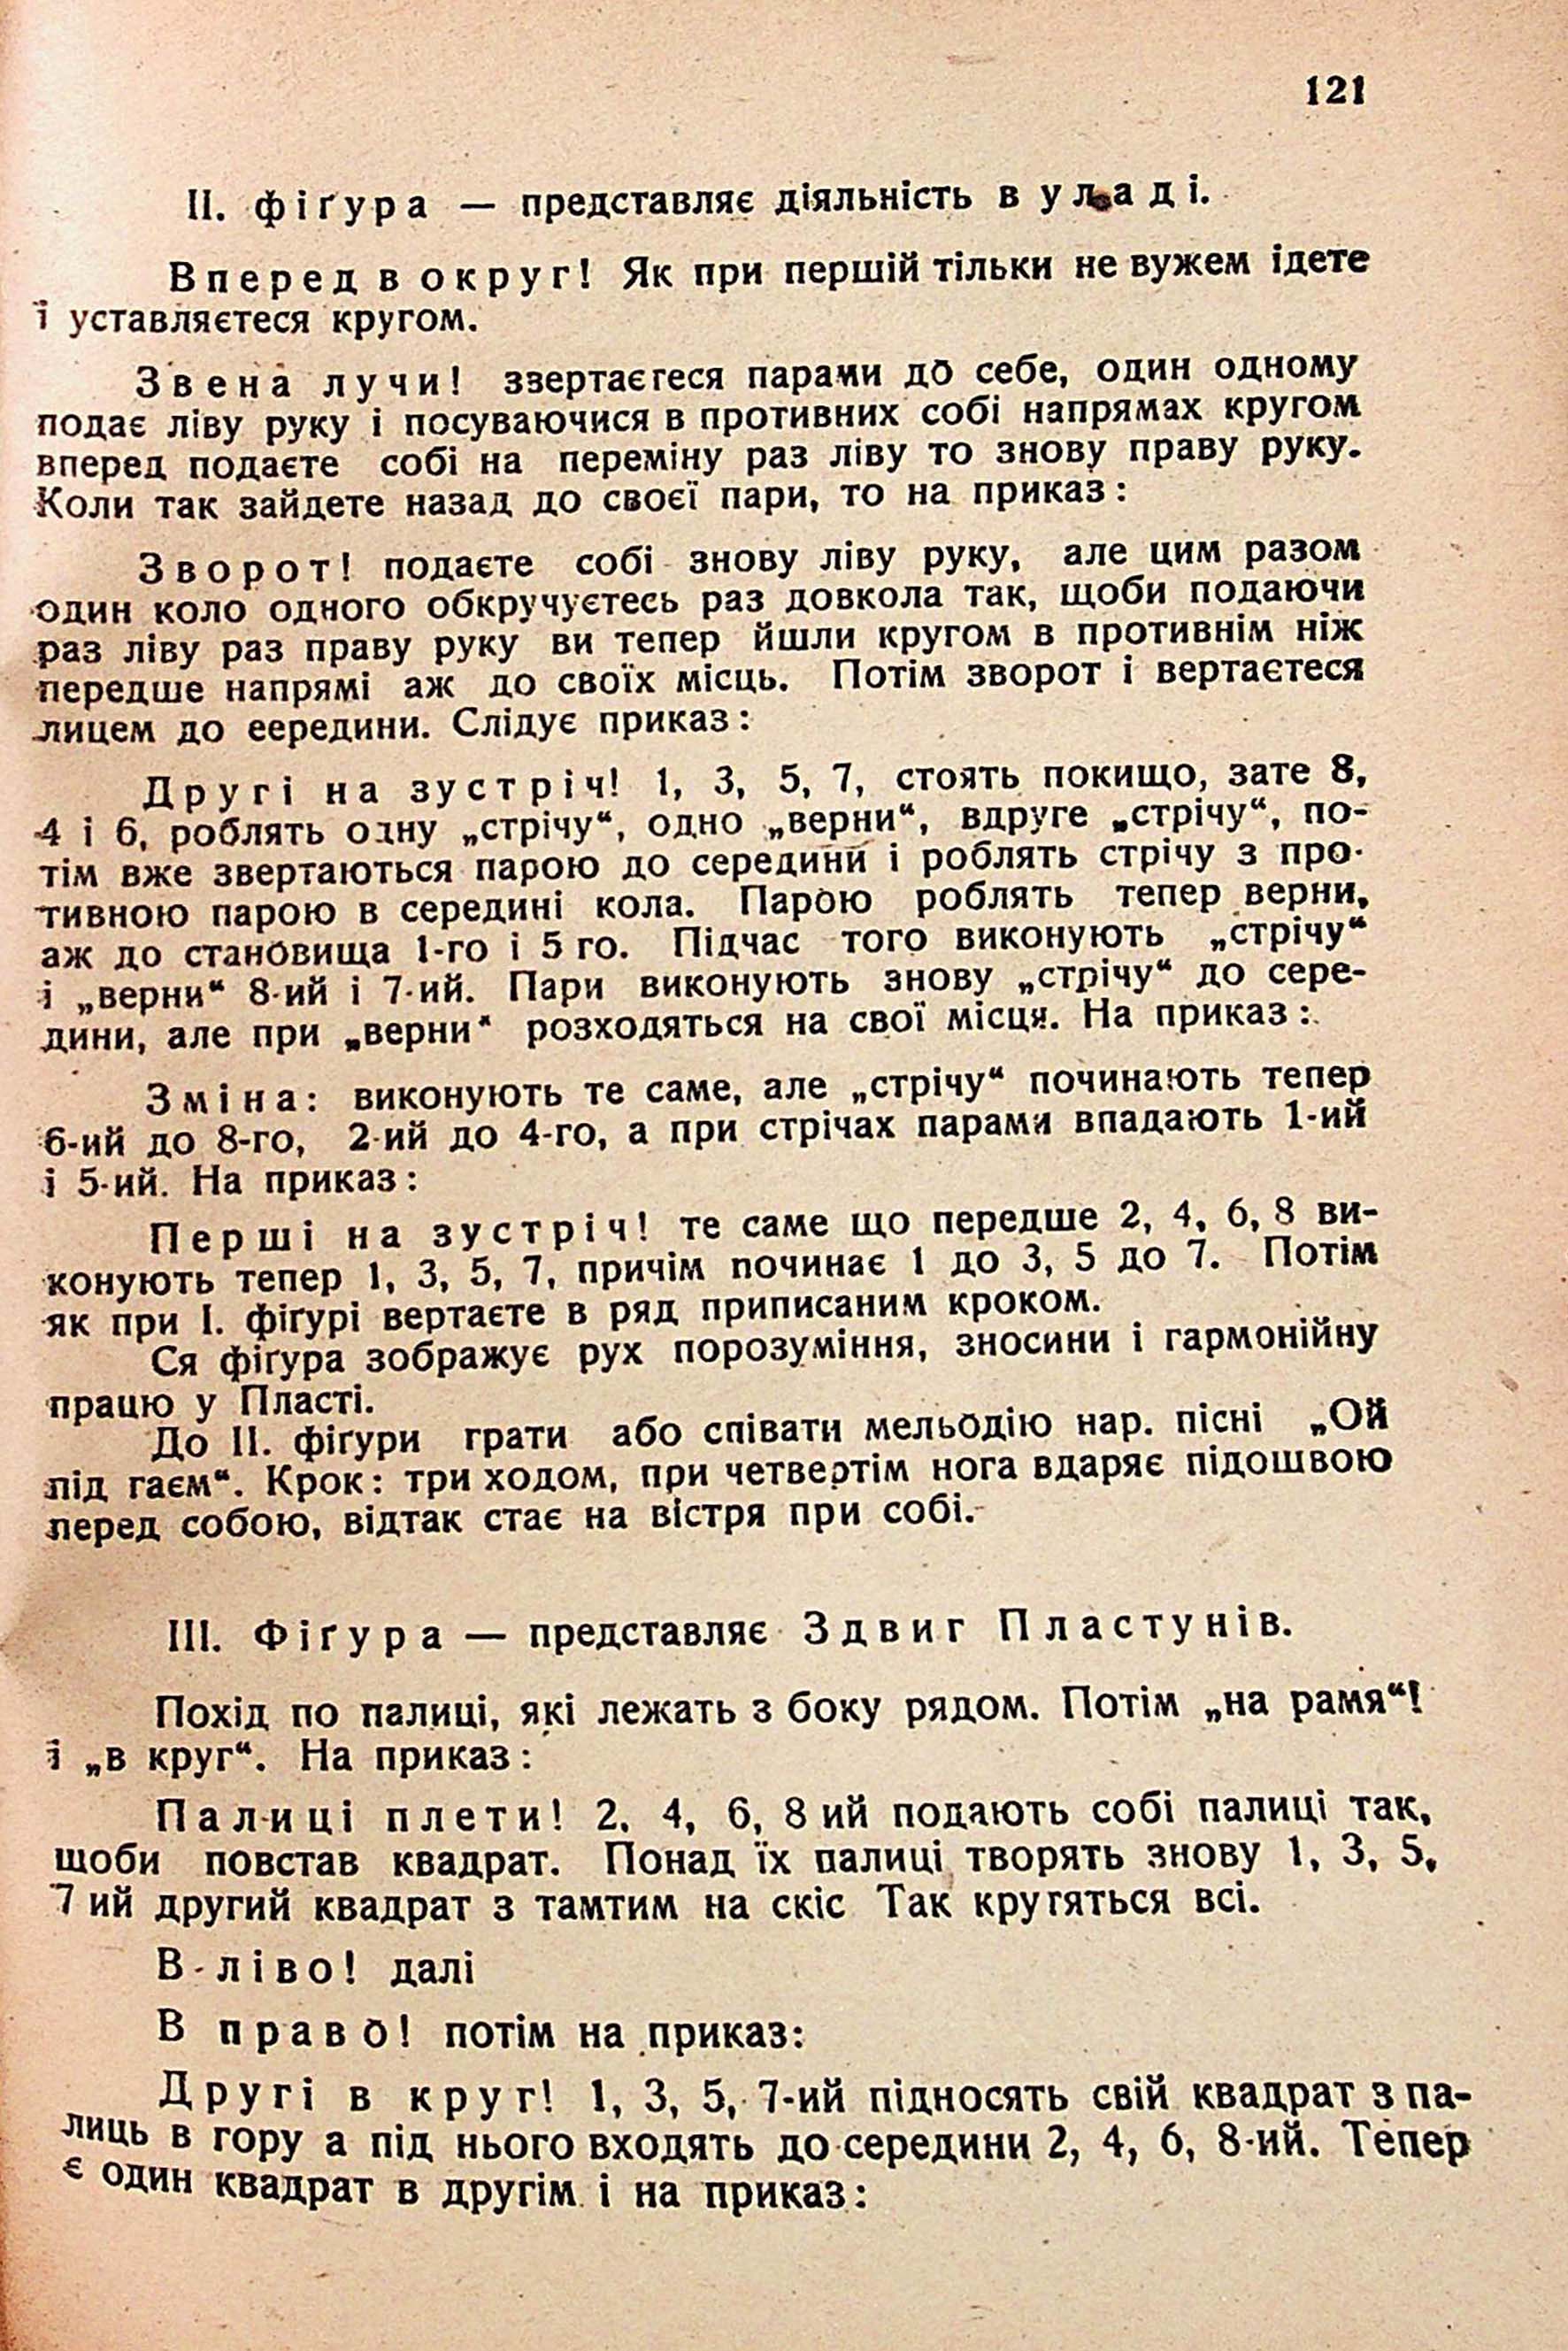 121
II. фіґура — представляє діяльність в уладі.
Вперед в округ! Як при першій тільки не вужем ідете
і уставляєтеся кругом.
Звена лучи! ззертаєгеся парами до себе, один одному
подає ліву руку і посуваючися в противних собі напрямах кругом
вперед подаєте собі на переміну раз ліву то знову праву руку.
Коли так зайдете назад до своєї пари, то на приказ:
Зворот! подаєте собі знову ліву руку, але цим разом
один коло одного обкручуєтесь раз довкола так, щоби подаючи
раз ліву раз праву руку ви тепер йшли кругом в противнім ніж
передше напрямі аж до своїх місць. Потім зворот і вертаєтеся
лицем до еередини. Слідує приказ:
Другі на зустріч! 1, 3, 5, 7, стоять покищо, зате 8,
4 і 6, роблять одну „стрічу“, одно „верни“, вдруге „стрічу“, по-
тім вже звертаються парою до середини і роблять стрічу з про-
тивною парою в середині кола. Парою роблять тепер верни,
аж до становища 1-го і 5 го. Підчас того виконують „стрічу“
і „верни“ 8-ий і 7-ий. Пари виконують знову „стрічу“ до сере-
дини, але при „верни“ розходяться на свої місця. На приказ:
Зміна: виконують те саме, але „стрічу“ починають тепер
6-ий до 8-го, 2-ий до 4-го, а при стрічах парами впадають 1-ий
і 5-ий. На приказ:
Перші на зустріч! те саме що передше 2, 4, 6, 8 ви-
конують тепер 1, 3, 5, 7, причім починає 1 до 3, 5 до 7. Потім
як при І. фіґурі вертаєте в ряд приписаним кроком.
Ся фіґура зображує рух порозуміння, зносини і гармонійну
працю у Пласті.
До II. фіґури грати або співати мельодію нар. пісні „Ой
під гаєм“. Крок: три ходом, при четвертім нога вдаряє підошвою
перед собою, відтак стає на вістря при собі.
III. Фіґура — представляє Здвиг Пластунів.
Похід по палиці, які лежать з боку рядом. Потім „на рамя“!
і „в круг“. На приказ:
Палиці плети! 2. 4, 6, 8 ий подають собі палиці так,
щоби повстав квадрат. Понад їх палиці творять знову 1, 3, 5,
7 ий другий квадрат з тамтим на скіс Так кругяться всі.
В-ліво! далі
В право! потім на приказ:
Другі в круг! 1, 3, 5, 7-ий підносять свій квадрат з па-
лиць в гору а під нього входять до середини 2, 4, 6, 8-ий. Тепер
є один квадрат в другім і на приказ: